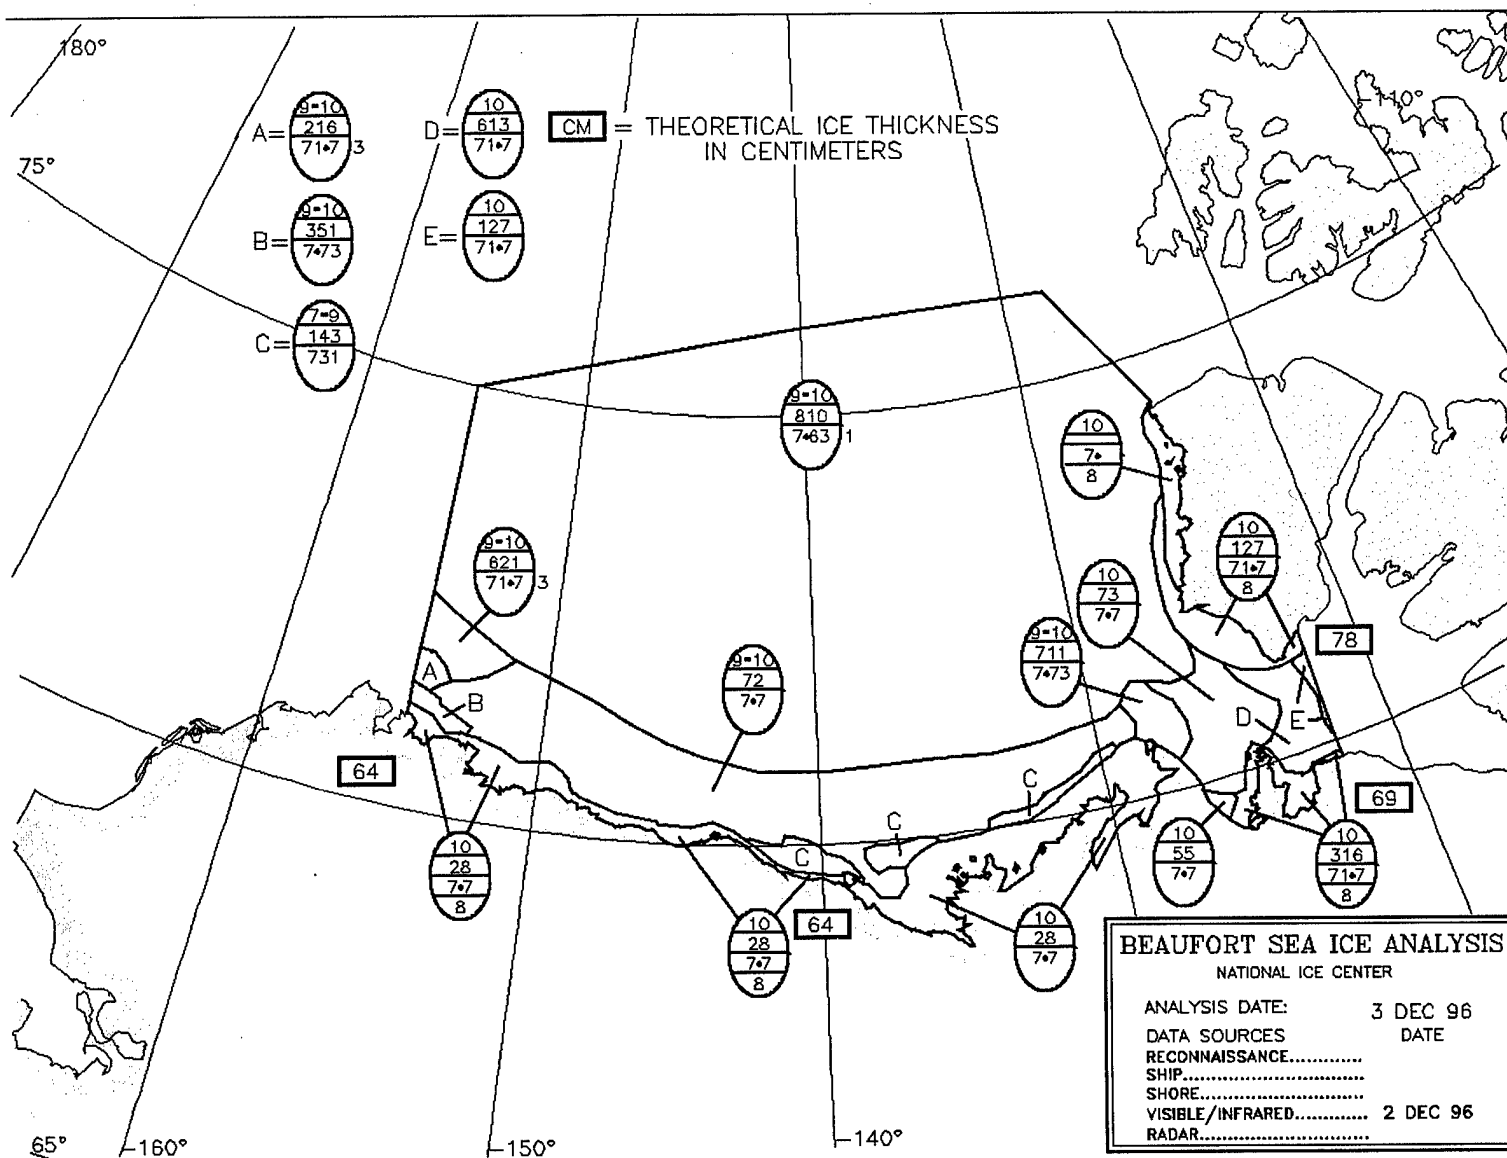 180°
75°
A=
9-10
216
71•7 3
B=
9-10
351
7•73
C=
7-9
143
731
D=
10
613
71•7
E=
10
127
71•7
CM = THEORETICAL ICE THICKNESS
IN CENTIMETERS
-110°
9-10
810
7•63 1
10
7•
8
9-10
621
71•7 3
10
127
71•7
8
10
73
7•7
9-10
711
7•73
9-10
72
7•7
78
A
B
D
E
64
C
C
C
69
10
28
7•7
8
10
55
7•7
10
316
71•7
8
10
28
7•7
8
64
10
28
7•7
65°
-160°
-150°
-140°
BEAUFORT SEA ICE ANALYSIS
NATIONAL ICE CENTER
ANALYSIS DATE: 3 DEC 96
DATA SOURCES DATE
RECONNAISSANCE.............
SHIP................................
SHORE.............................
VISIBLE/INFRARED............. 2 DEC 96
RADAR..............................